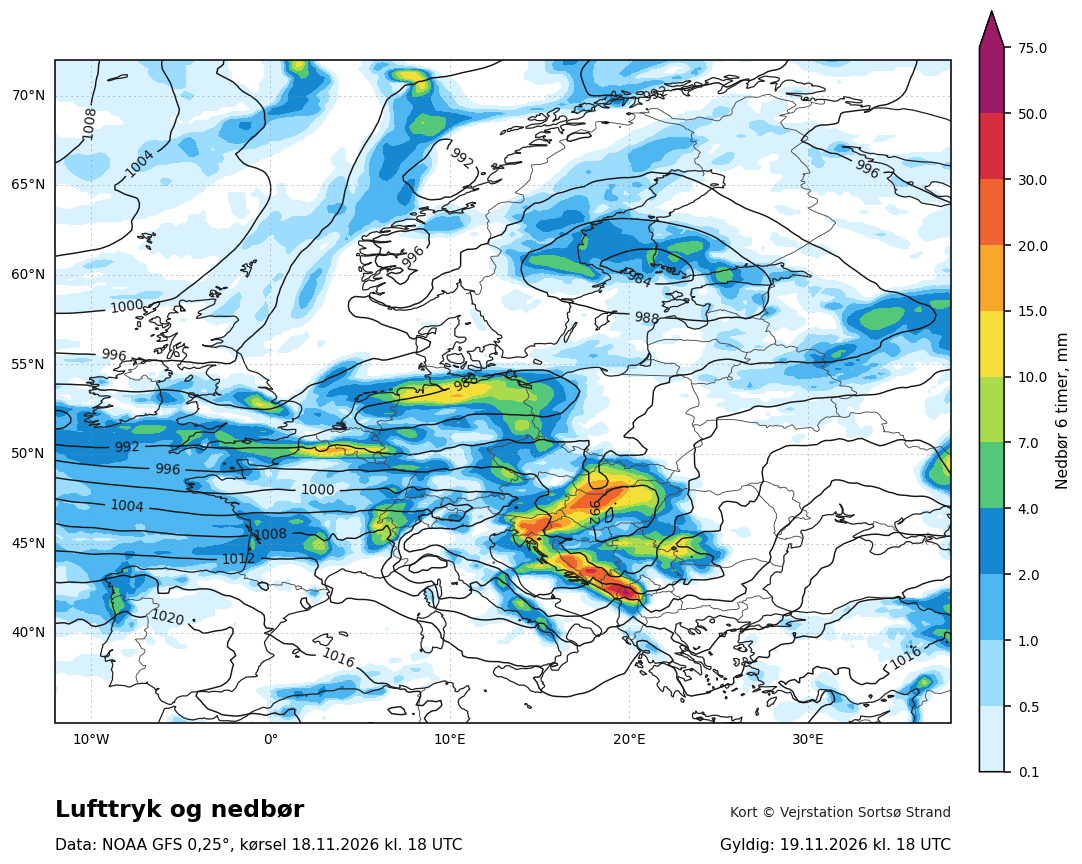 75.0
50.0
30.0
20.0
15.0
10.0
7.0
4.0
2.0
1.0
0.5
0.1
Nedbør 6 timer, mm
70°N
65°N
60°N
55°N
50°N
45°N
40°N
10°W
0°
10°E
20°E
30°E
1008
1004
992
992
996
996
984
988
1000
996
988
992
996
1000
1004
992
1008
1012
1020
1016
1016
Lufttryk og nedbør
Kort © Vejrstation Sortsø Strand
Data: NOAA GFS 0,25°, kørsel 18.11.2026 kl. 18 UTC
Gyldig: 19.11.2026 kl. 18 UTC